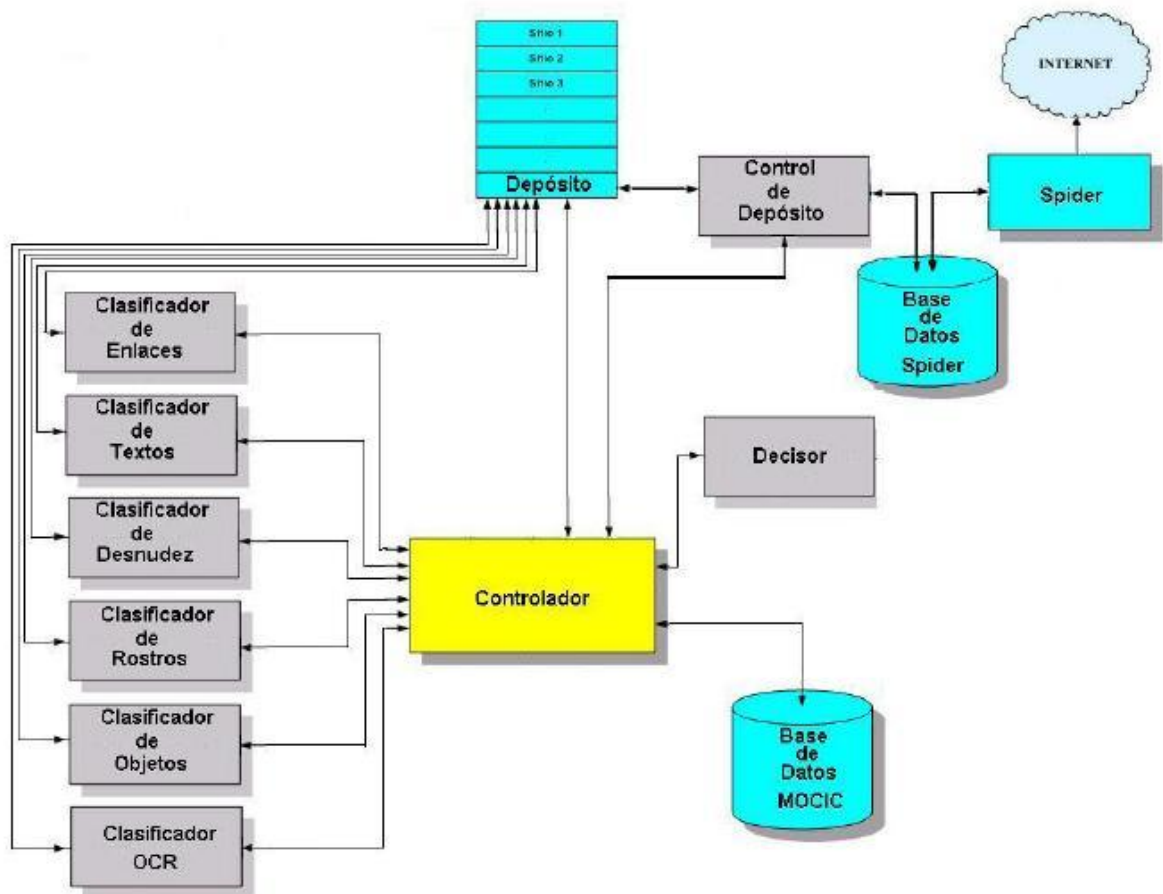 Sitio 1
Sitio 2
Sitio 3
Depósito
INTERNET
Control
de
Depósito
Spider
Base
de
Datos
Spider
Clasificador
de
Enlaces
Clasificador
de
Textos
Decisor
Clasificador
de
Desnudez
Controlador
Clasificador
de
Rostros
Clasificador
de
Objetos
Base
de
Datos
MOCIC
Clasificador
OCR